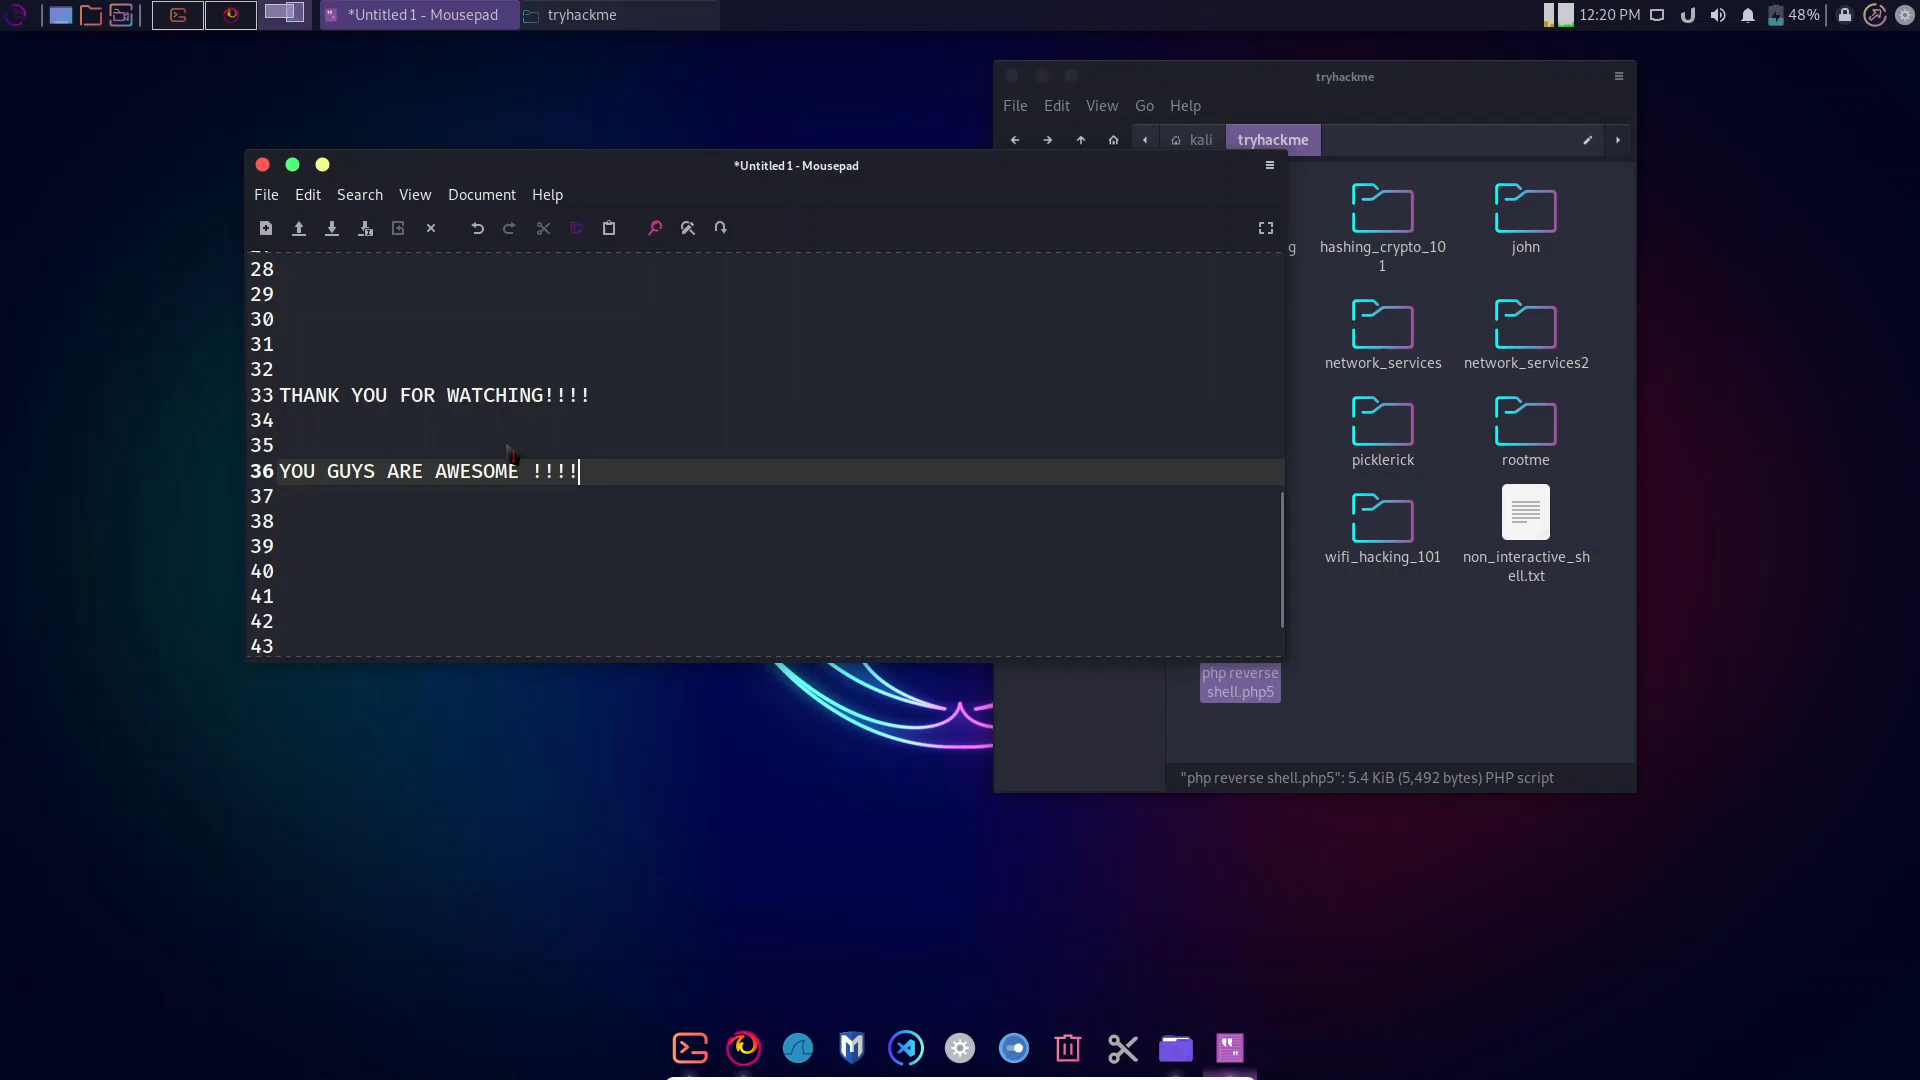 *Untitled 1 - Mousepad
tryhackme
12:20 PM
48%
tryhackme
File Edit View Go Help
kali
tryhackme
*Untitled 1 - Mousepad
File Edit Search View Document Help
28
29
30
31
32
33 THANK YOU FOR WATCHING!!!!
34
35
36 YOU GUYS ARE AWESOME !!!!
37
38
39
40
41
42
43
g
hashing_crypto_10
1
john
network_services
network_services2
picklerick
rootme
wifi_hacking_101
non_interactive_sh
ell.txt
php reverse
shell.php5
"php reverse shell.php5": 5.4 KiB (5,492 bytes) PHP script